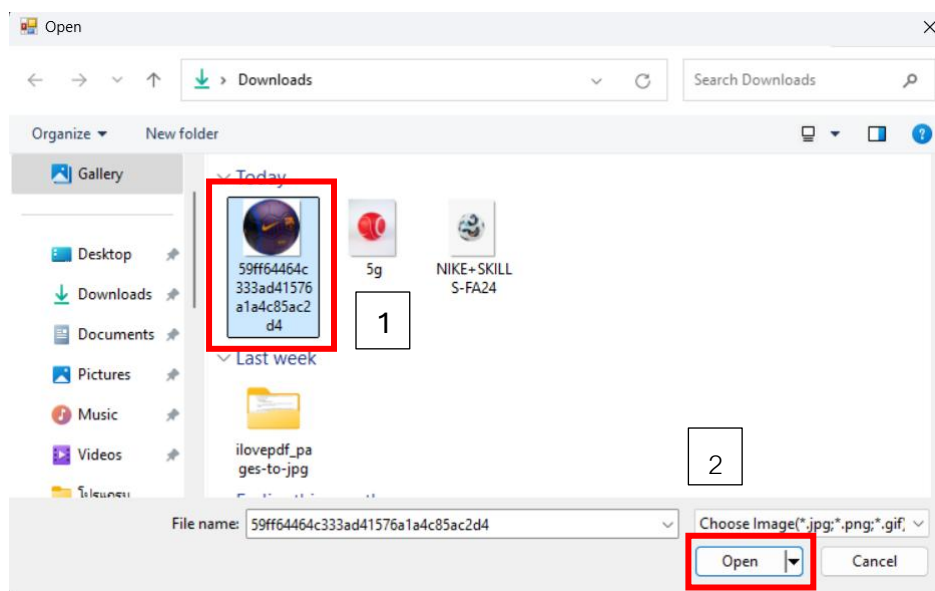 Open
Downloads
Search Downloads
Organize
New folder
Gallery
Desktop
Downloads
Documents
Pictures
Music
Videos
Today
59ff64464c
333ad41576
a1a4c85ac2
d4
5g
NIKE+SKILL
S-FA24
1
Last week
ilovepdf_pa
ges-to-jpg
2
File name:
59ff64464c333ad41576a1a4c85ac2d4
Choose Image(*.jpg;*.png;*.gif;
Open
Cancel